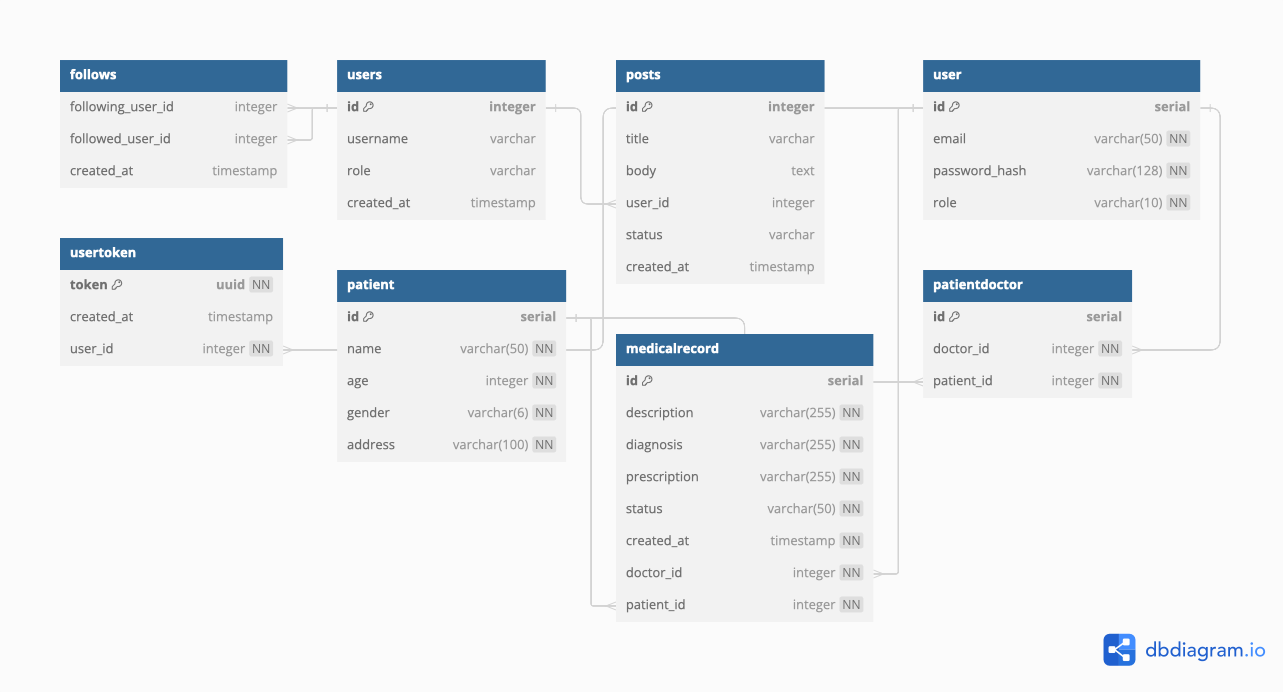 follows
following_user_id integer
followed_user_id integer
created_at timestamp
users
id integer
username varchar
role varchar
created_at timestamp
posts
id integer
title varchar
body text
user_id integer
status varchar
created_at timestamp
user
id serial
email varchar(50) NN
password_hash varchar(128) NN
role varchar(10) NN
usertoken
token uuid NN
created_at timestamp
user_id integer NN
patient
id serial
name varchar(50) NN
age integer NN
gender varchar(6) NN
address varchar(100) NN
medicalrecord
id serial
description varchar(255) NN
diagnosis varchar(255) NN
prescription varchar(255) NN
status varchar(50) NN
created_at timestamp NN
doctor_id integer NN
patient_id integer NN
patientdoctor
id serial
doctor_id integer NN
patient_id integer NN
dbdiagram.io